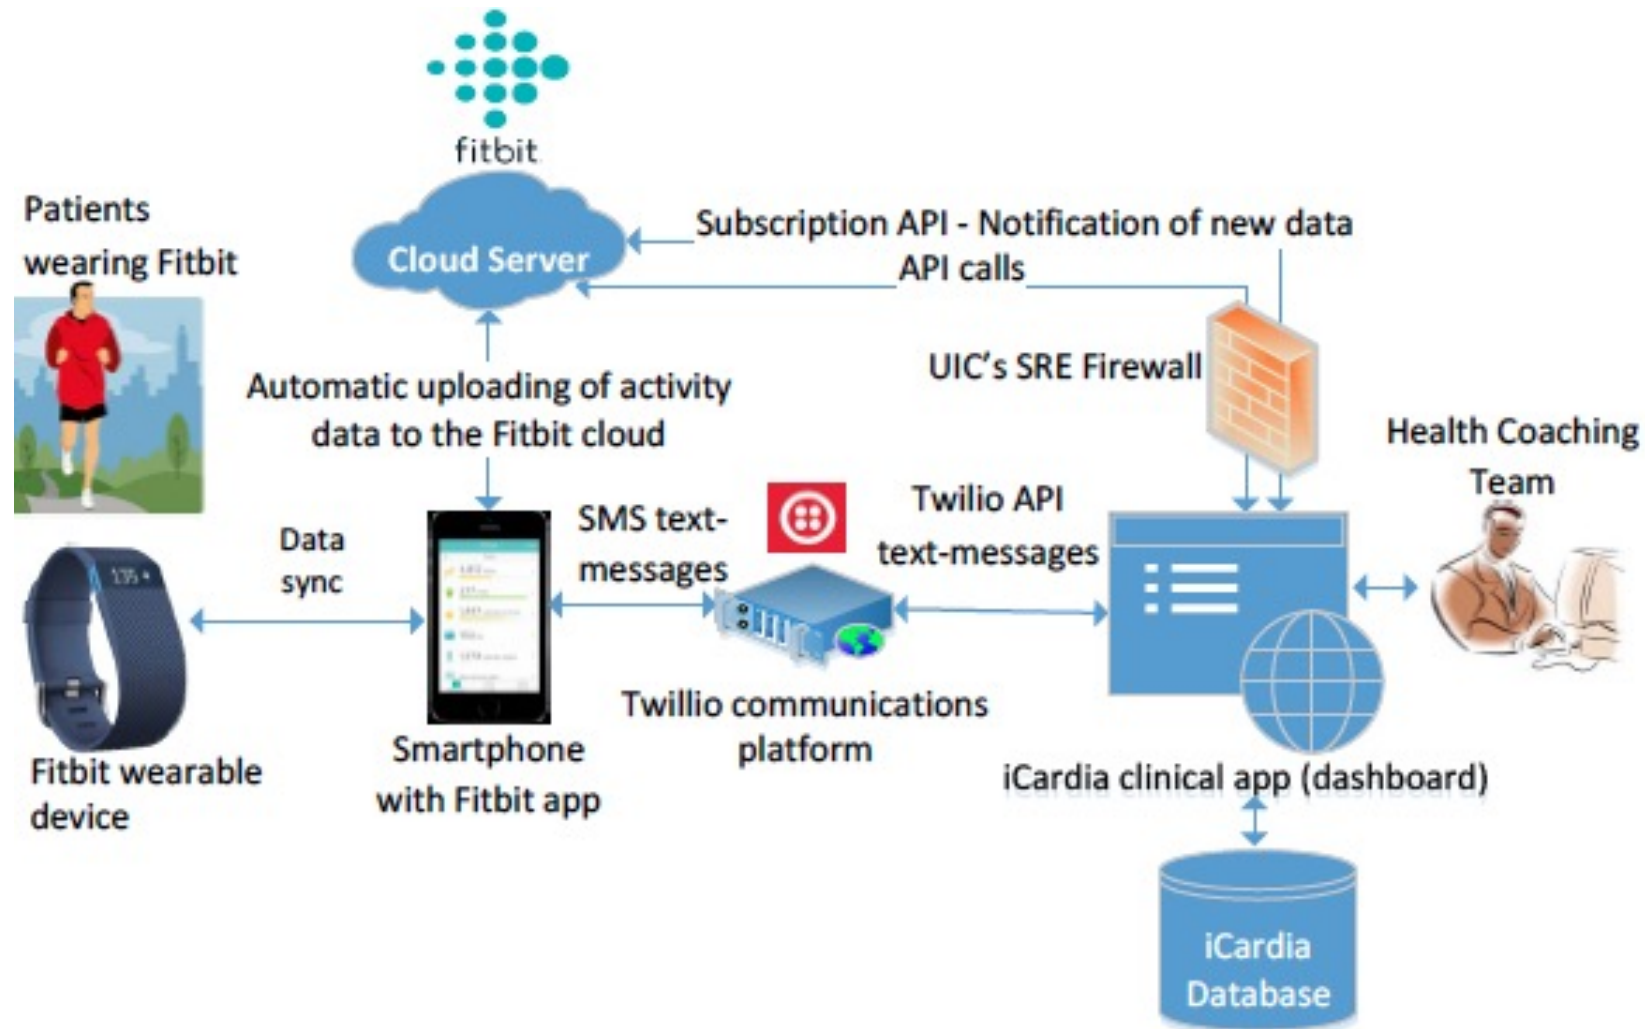 fitbit
Patients
wearing Fitbit
Cloud Server
Subscription API - Notification of new data
API calls
UIC's SRE Firewall
Automatic uploading of activity
data to the Fitbit cloud
Health Coaching
Team
Data
sync
SMS text-
messages
Twilio API
text-messages
135
Fitbit wearable
device
Smartphone
with Fitbit app
Twillio communications
platform
iCardia clinical app (dashboard)
iCardia
Database